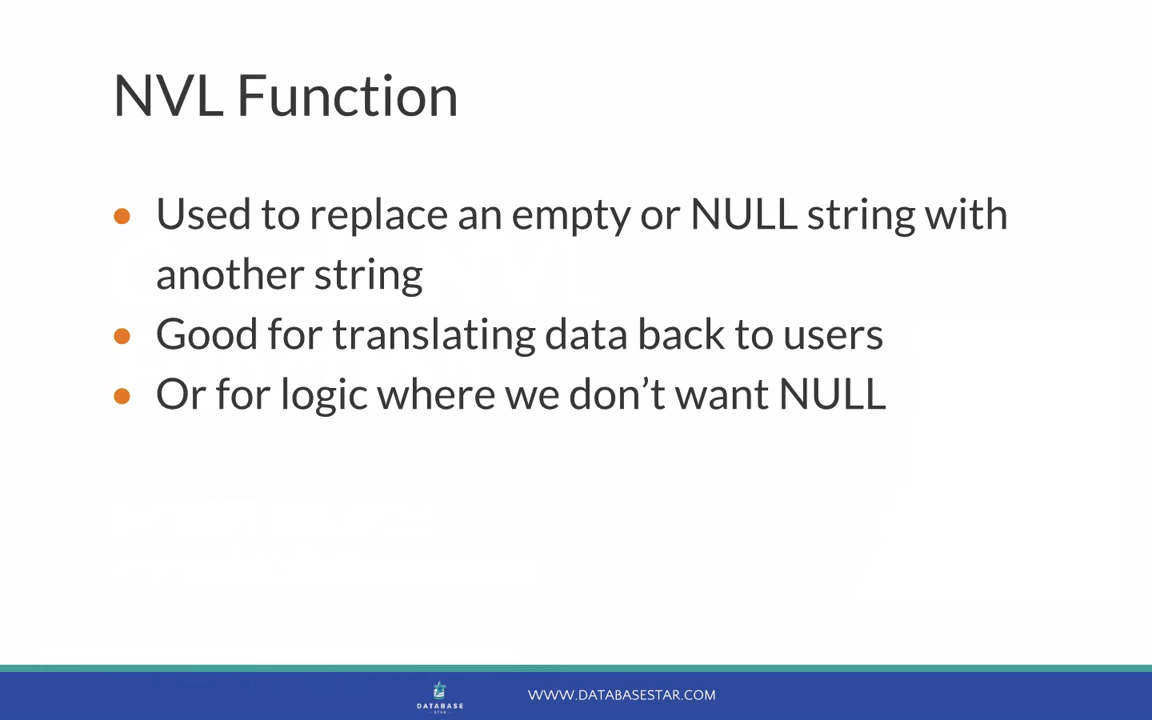 NVL Function
Used to replace an empty or NULL string with
another string
Good for translating data back to users
Or for logic where we don’t want NULL
DATABASE
STAR
WWW.DATABASESTAR.COM